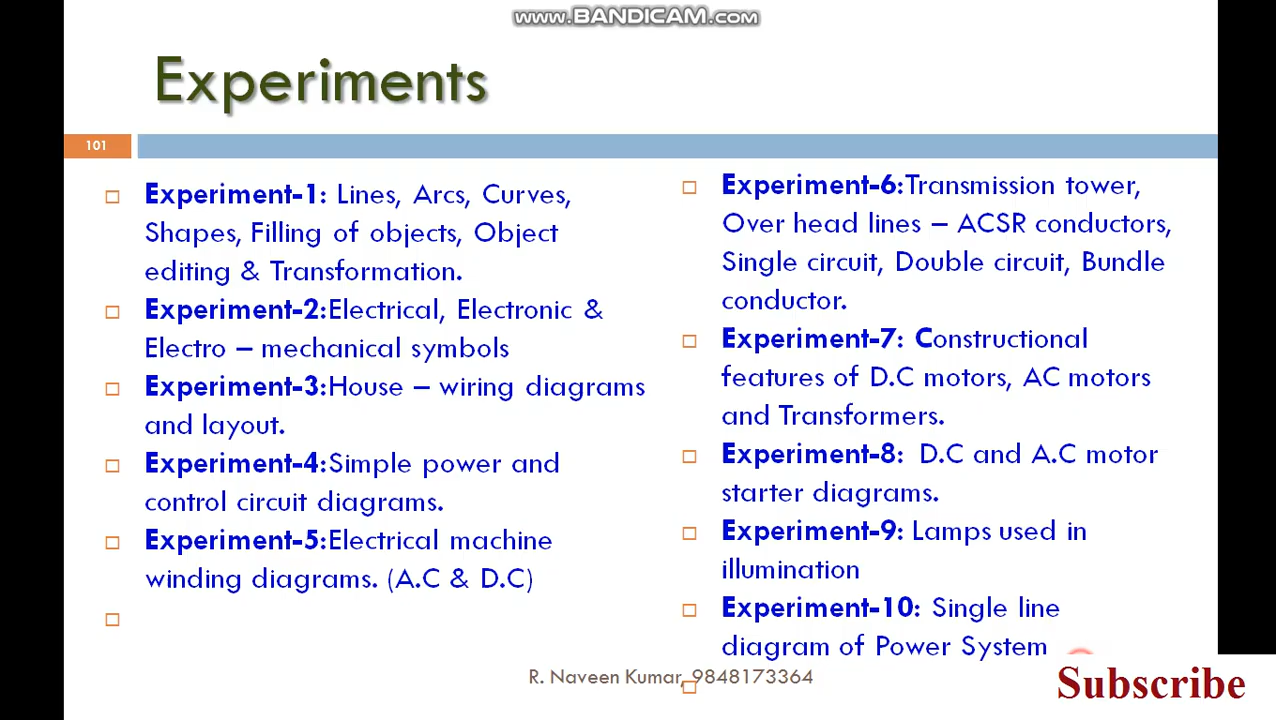 www.BANDICAM.com
Experiments
101
Experiment-1: Lines, Arcs, Curves,
Shapes, Filling of objects, Object
editing & Transformation.
Experiment-2:Electrical, Electronic &
Electro – mechanical symbols
Experiment-3:House – wiring diagrams
and layout.
Experiment-4:Simple power and
control circuit diagrams.
Experiment-5:Electrical machine
winding diagrams. (A.C & D.C)
Experiment-6:Transmission tower,
Over head lines – ACSR conductors,
Single circuit, Double circuit, Bundle
conductor.
Experiment-7: Constructional
features of D.C motors, AC motors
and Transformers.
Experiment-8: D.C and A.C motor
starter diagrams.
Experiment-9: Lamps used in
illumination
Experiment-10: Single line
diagram of Power System
R. Naveen Kumar, 9848173364
Subscribe